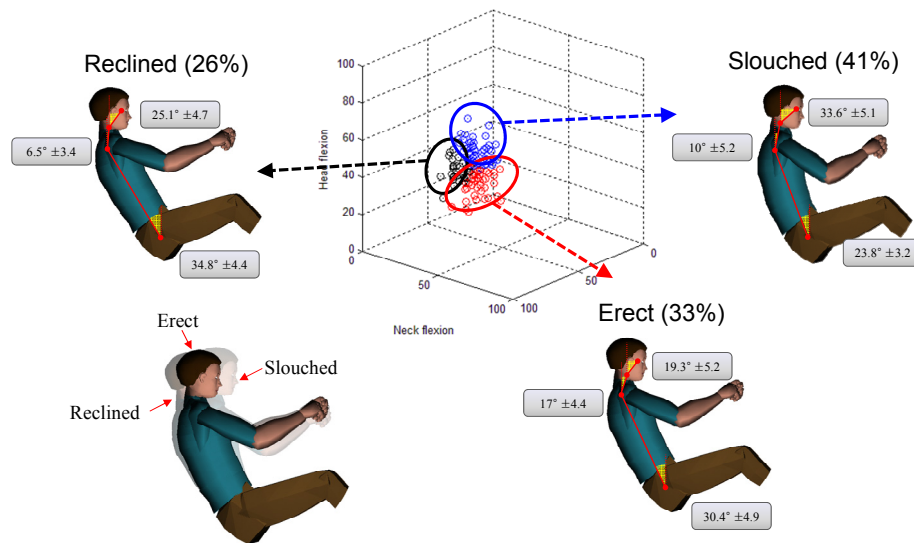 Reclined (26%)
25.1° ±4.7
6.5° ±3.4
34.8° ±4.4
100
80
60
40
20
0
0
50
100
100
50
0
Head flexion
Neck flexion
Slouched (41%)
33.6° ±5.1
10° ±5.2
23.8° ±3.2
Erect (33%)
19.3° ±5.2
17° ±4.4
30.4° ±4.9
Erect
Slouched
Reclined